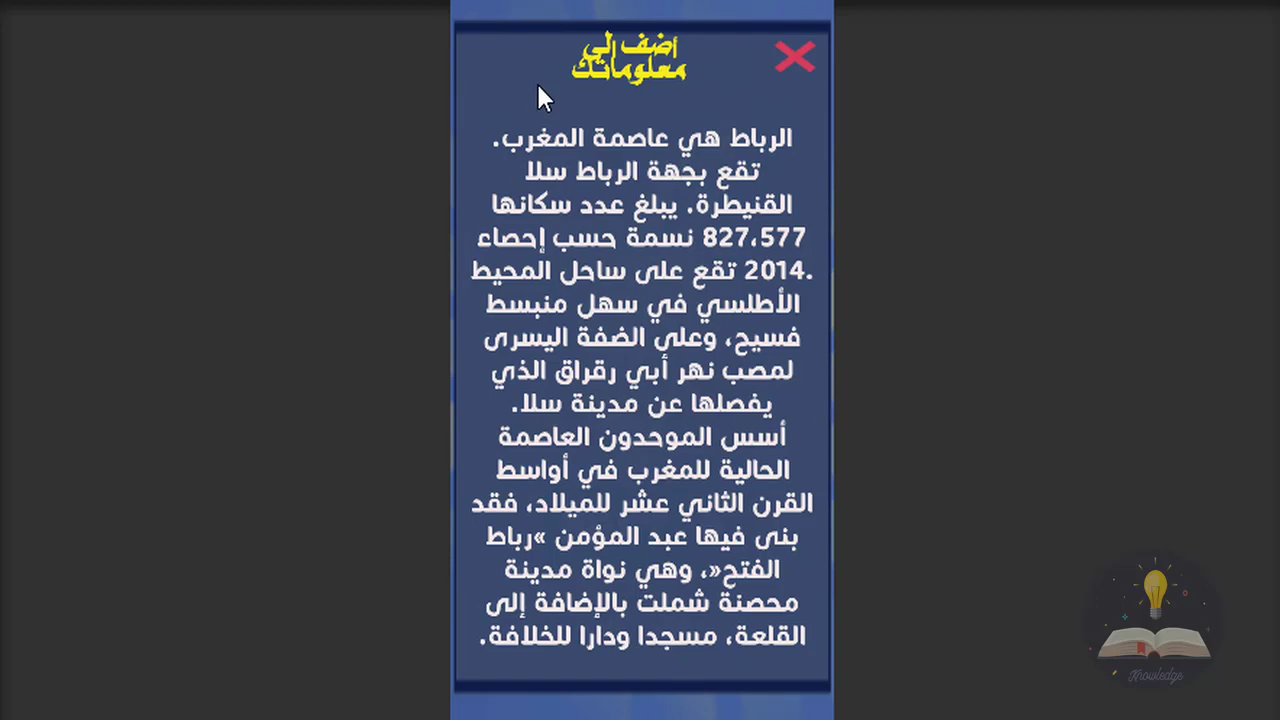 أضف إلى
معلوماتك
الرباط هي عاصمة المغرب.
تقع بجهة الرباط سلا
القنيطرة. يبلغ عدد سكانها
827،577 نسمة حسب إحصاء
2014. تقع على ساحل المحيط
الأطلسي في سهل منبسط
فسيح، وعلى الضفة اليسرى
لمصب نهر أبي رقراق الذي
يفصلها عن مدينة سلا.
أسس الموحدون العاصمة
الحالية للمغرب في أواسط
القرن الثاني عشر للميلاد، فقد
بنى فيها عبد المؤمن »رباط
الفتح«، وهي نواة مدينة
محصنة شملت بالإضافة إلى
القلعة، مسجدا ودارا للخلافة.
Knowledge